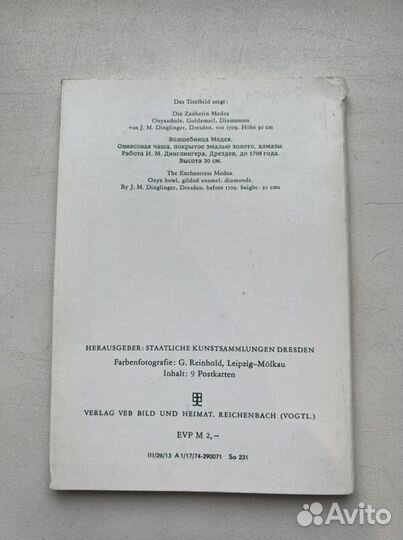 Das Titelbild zeigt:
Die Zauberin Medea
Onyxschale, Goldemail, Diamanten
von J. M. Dinglinger, Dresden, vor 1709, Höhe 30 cm
Волшебница Медея.
Ониксовая чаша, покрытое эмалью золото, алмазы.
Работа И. М. Динглингера, Дрезден, до 1709 года.
Высота 30 см.
The Enchantress Medea.
Onyx bowl, gilded enamel, diamonds.
By J. M. Dinglinger, Dresden, before 1709, height: 30 cms
HERAUSGEBER: STAATLICHE KUNSTSAMMLUNGEN DRESDEN
Farbenfotografie: G. Reinhold, Leipzig-Mölkau
Inhalt: 9 Postkarten
VERLAG VEB BILD UND HEIMAT, REICHENBACH (VOGTL.)
EVP M 2,–
III/26/13 A 1/17/74-290071 So 231
Avito